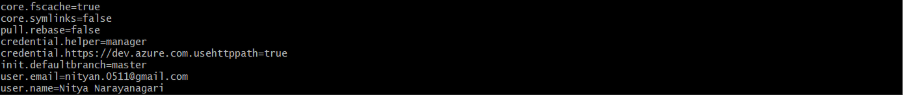 core.fscache=true
core.symlinks=false
pull.rebase=false
credential.helper=manager
credential.https://dev.azure.com.usehttppath=true
init.defaultbranch=master
user.email=nityan.0511@gmail.com
user.name=Nitya Narayanagari